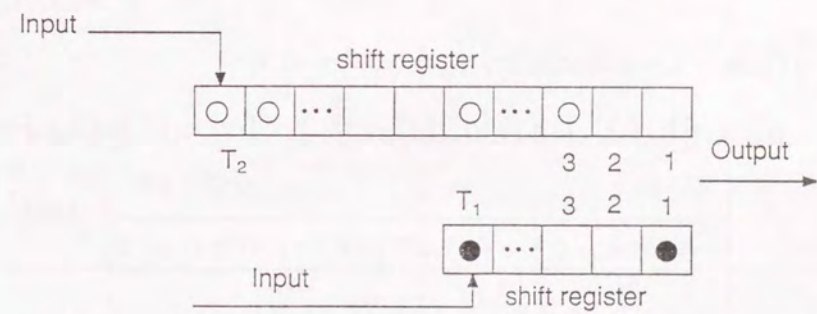 Input
shift register
○ ○ ... ○ ... ○
T₂
3 2 1
Output
T₁ 3 2 1
● ... ●
Input
shift register